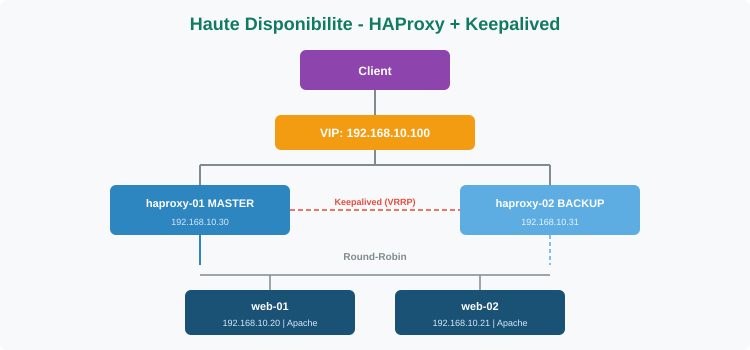 Haute Disponibilite - HAProxy + Keepalived
Client
VIP: 192.168.10.100
haproxy-01 MASTER
192.168.10.30
Keepalived (VRRP)
haproxy-02 BACKUP
192.168.10.31
Round-Robin
web-01
192.168.10.20 | Apache
web-02
192.168.10.21 | Apache